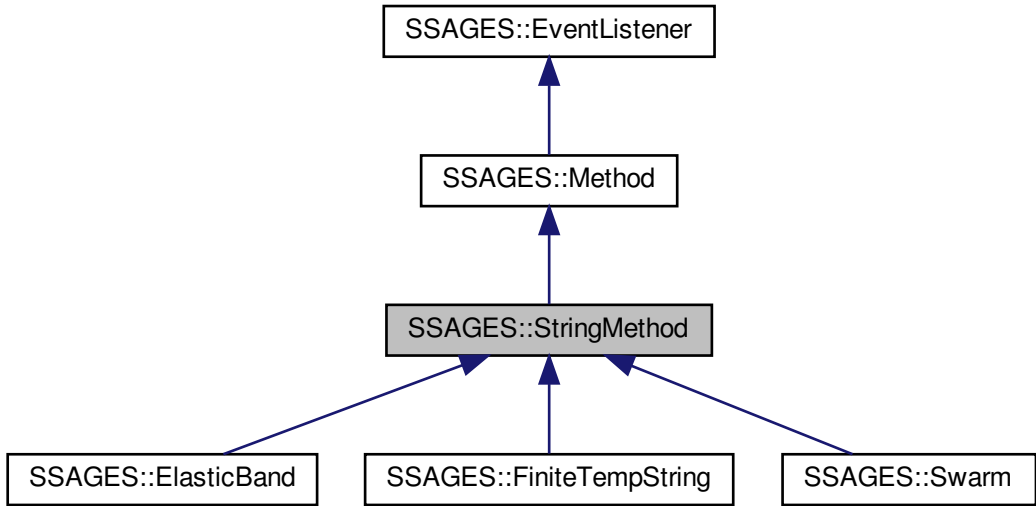 SSAGES::EventListener
SSAGES::Method
SSAGES::StringMethod
SSAGES::ElasticBand
SSAGES::FiniteTempString
SSAGES::Swarm